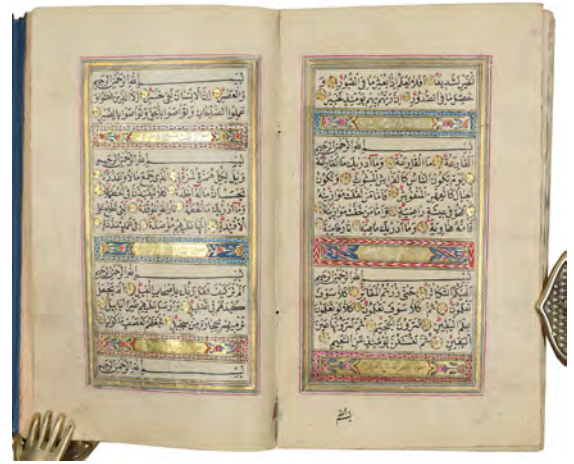 الخير لشديد افلا يعلم اذا بعثر ما في القبور و
حصل ما في الصدور ان ربهم بهم يومئذ لخبير
بسم الله الرحمن الرحيم
القارعة ما القارعة وما ادريك ما القارعة
يوم يكون الناس كالفراش المبثوث وتكون
الجبال كالعهن المنفوش فاما من ثقلت موازينه
فهو في عيشة راضية واما من خفت موازينه
فامه هاوية وما ادريك ماهيه نار حامية
بسم الله الرحمن الرحيم
الهيكم التكاثر حتى زرتم المقابر كلا سوف
تعلمون ثم كلا سوف تعلمون كلا لو تعلمون
علم اليقين لترون الجحيم ثم لترونها عين
اليقين ثم لتسئلن يومئذ عن النعيم
بسم الله الرحمن الرحيم
والعصر ان الانسان لفي خسر الا الذين امنوا و
عملوا الصالحات وتواصوا بالحق وتواصوا بالصبر
بسم الله الرحمن الرحيم
ويل لكل همزة لمزة الذي جمع مالا وعدده
يحسب ان ماله اخلده كلا لينبذن في الحطمة
وما ادريك ما الحطمة نار الله الموقدة التي تطلع على
الافئدة انها عليهم مؤصدة في عمد ممددة
بسم الله الرحمن الرحيم
الم تر كيف فعل ربك باصحاب الفيل الم يجعل
كيدهم في تضليل وارسل عليهم طيرا ابابيل
ترميهم بحجارة من سجيل فجعلهم كعصف مأكول
بسم الله الرحمن الرحيم